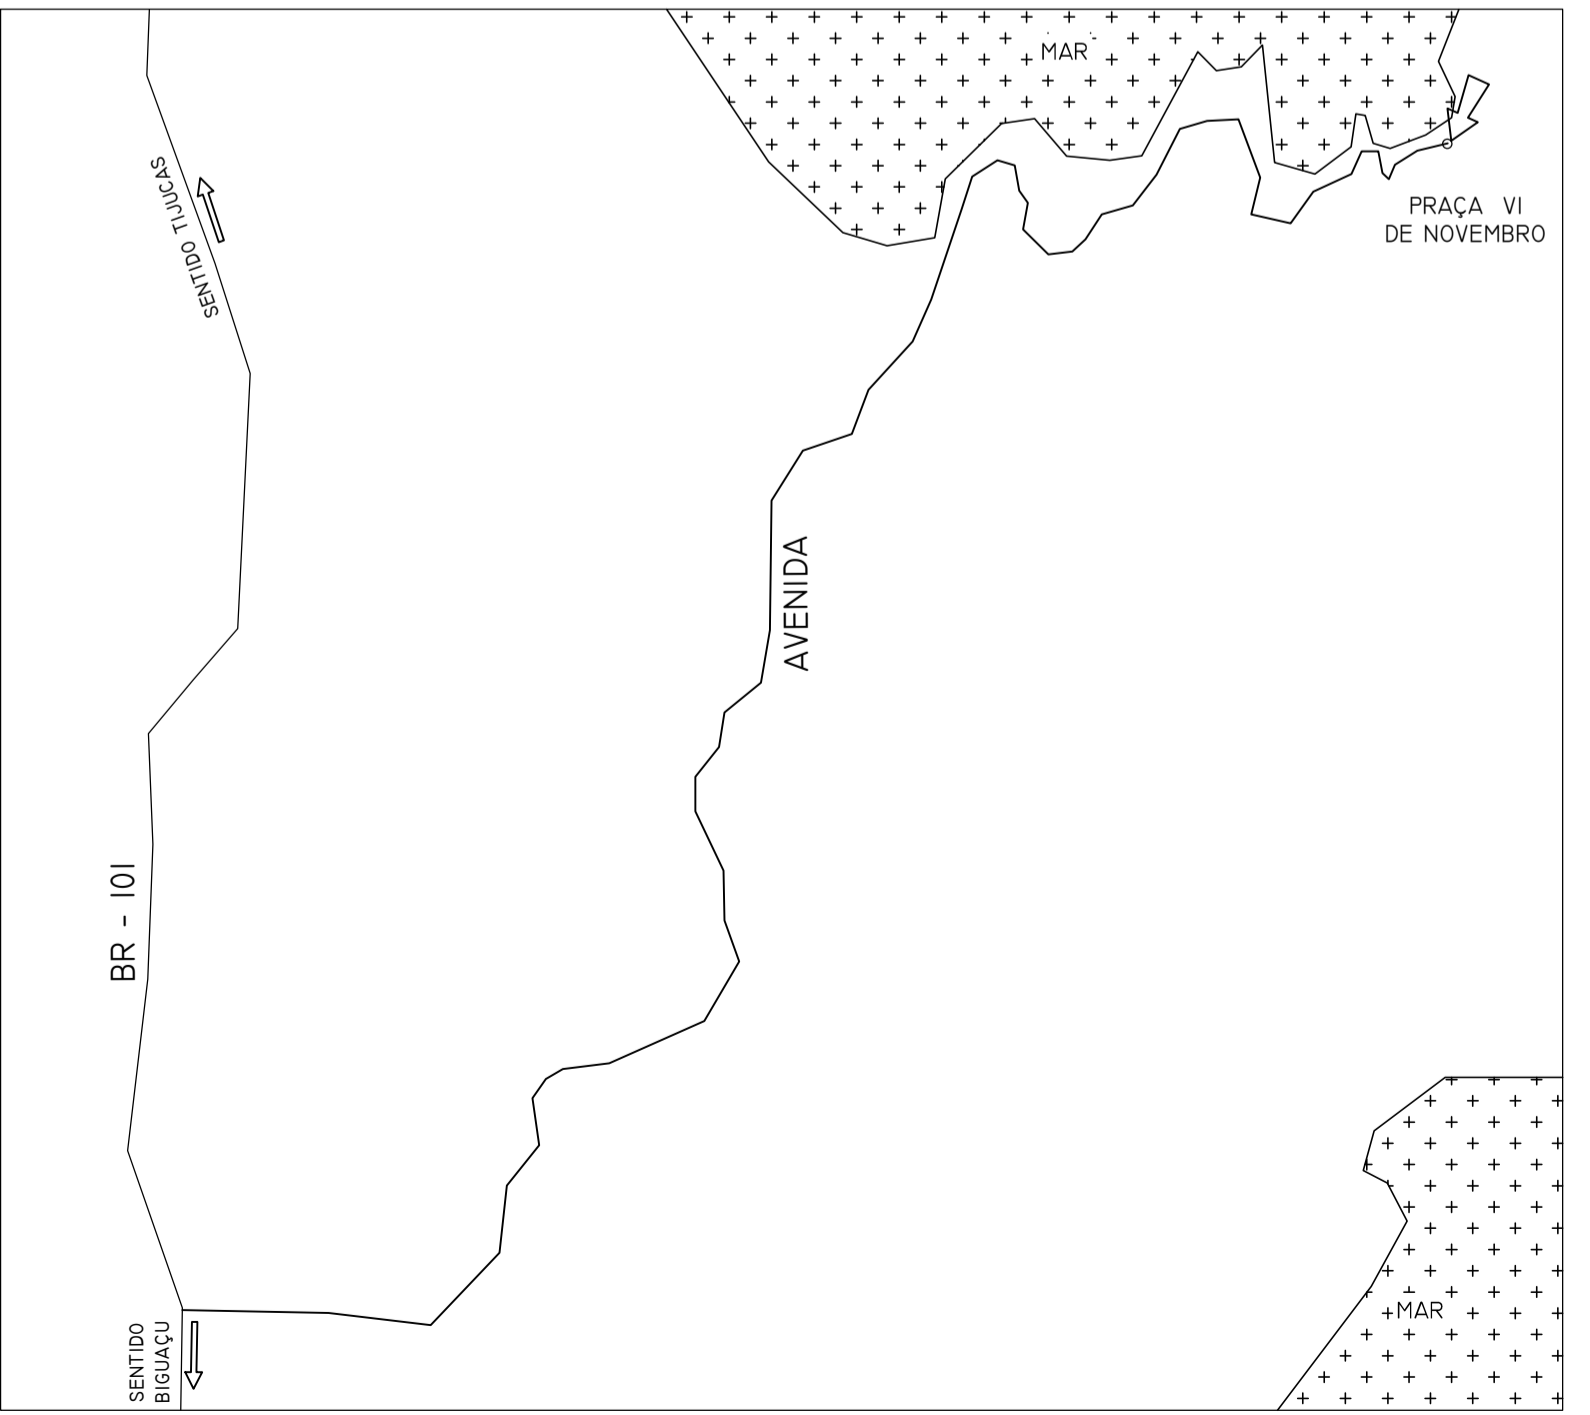 MAR
PRAÇA VI
DE NOVEMBRO
SENTIDO TIJUCAS
AVENIDA
BR - 101
MAR
SENTIDO
BIGUAÇU